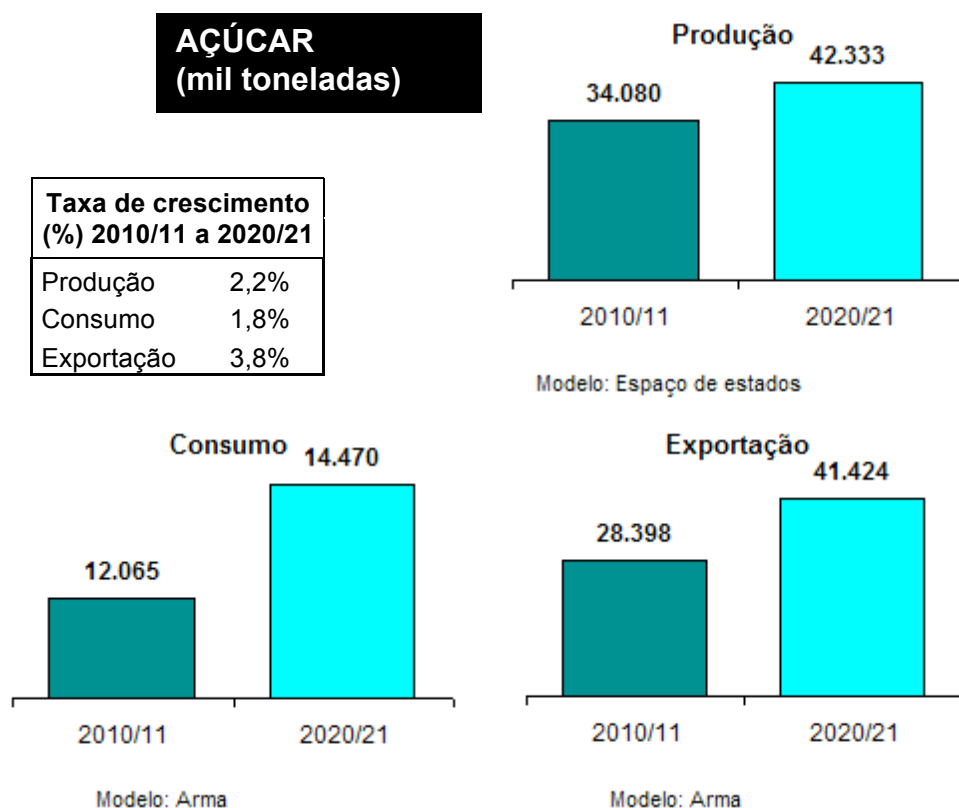 AÇÚCAR
(mil toneladas)
Produção
42.333
34.080
2010/11 2020/21
Modelo: Espaço de estados
Taxa de crescimento
(%) 2010/11 a 2020/21
Produção 2,2%
Consumo 1,8%
Exportação 3,8%
Consumo
14.470
12.065
2010/11 2020/21
Modelo: Arma
Exportação
41.424
28.398
2010/11 2020/21
Modelo: Arma